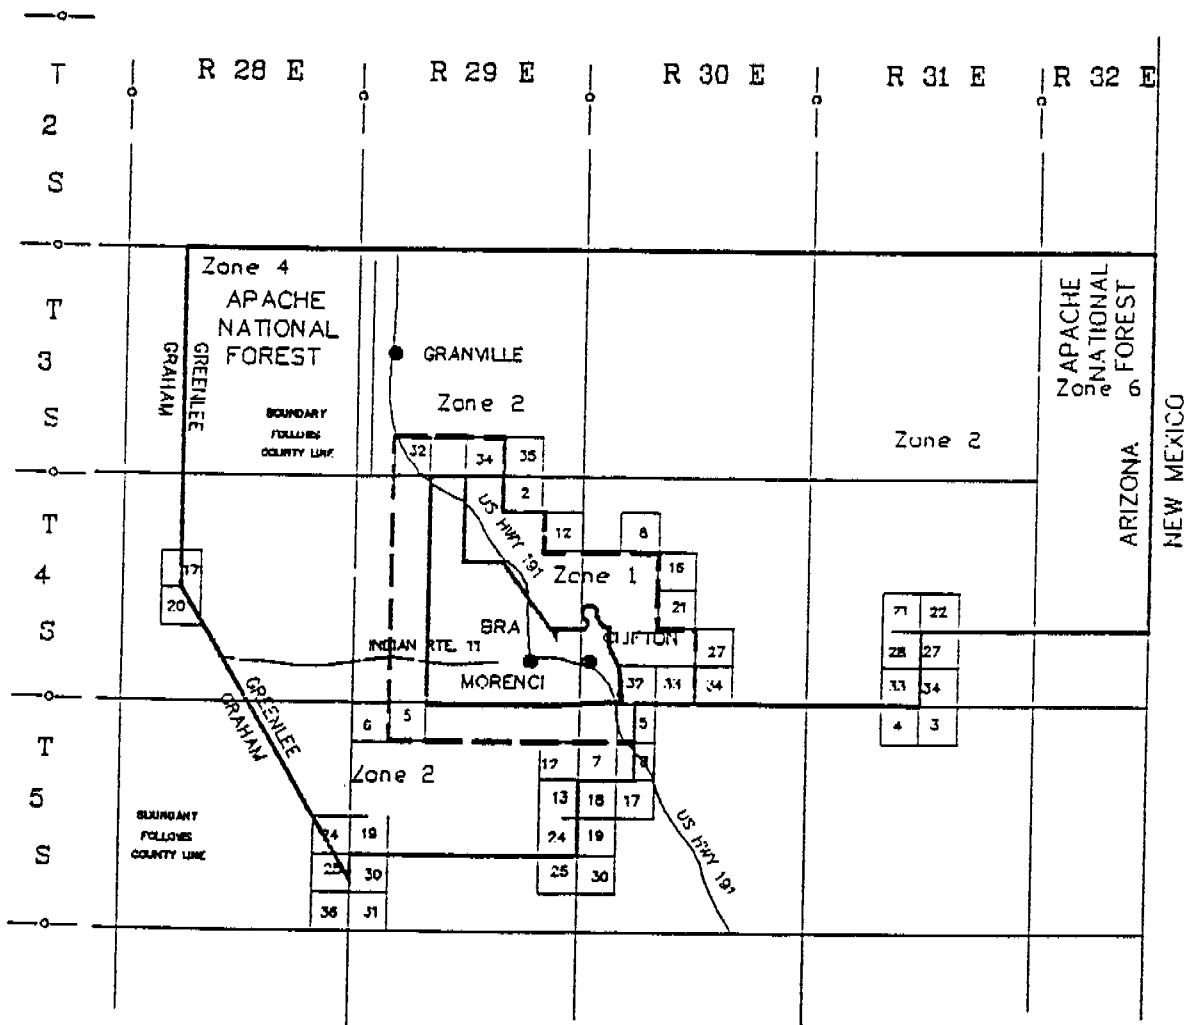 R 28 E
R 29 E
R 30 E
R 31 E
R 32 E
T
2
S
T
3
S
T
4
S
T
5
S
Zone 4
APACHE
NATIONAL
FOREST
GRAHAM
GREENLEE
BOUNDARY
FOLLOWS
COUNTY LINE
GRANVILLE
Zone 2
Zone 2
APACHE
NATIONAL
FOREST
Zone 6
ARIZONA
NEW MEXICO
32
34
35
2
12
8
US HWY 191
Zone 1
16
21
17
20
BRA
CLIFTON
INDIAN RTE. 11
MORENCI
27
33
34
21
22
28
27
33
34
4
3
GREENLEE
GRAHAM
6
5
5
Zone 2
12
7
8
13
18
17
24
19
24
19
25
30
25
30
36
31
US HWY 191
FOLLOWS
COUNTY LINE